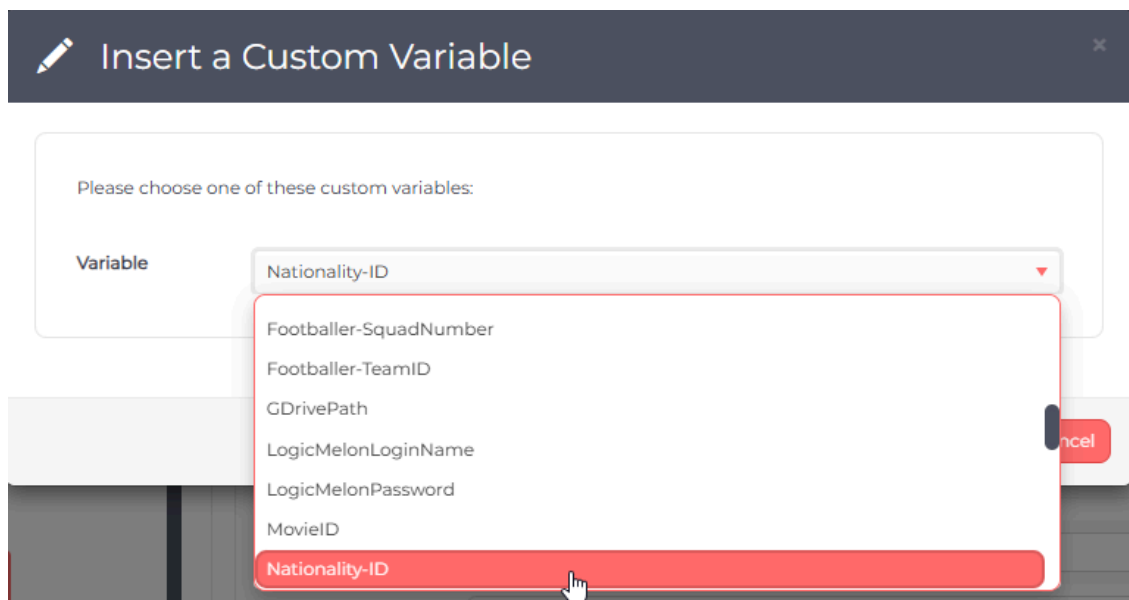 Insert a Custom Variable
×
Please choose one of these custom variables:
Variable
Nationality-ID
Footballer-SquadNumber
Footballer-TeamID
GDrivePath
LogicMelonLoginName
ncel
LogicMelonPassword
MovieID
Nationality-ID